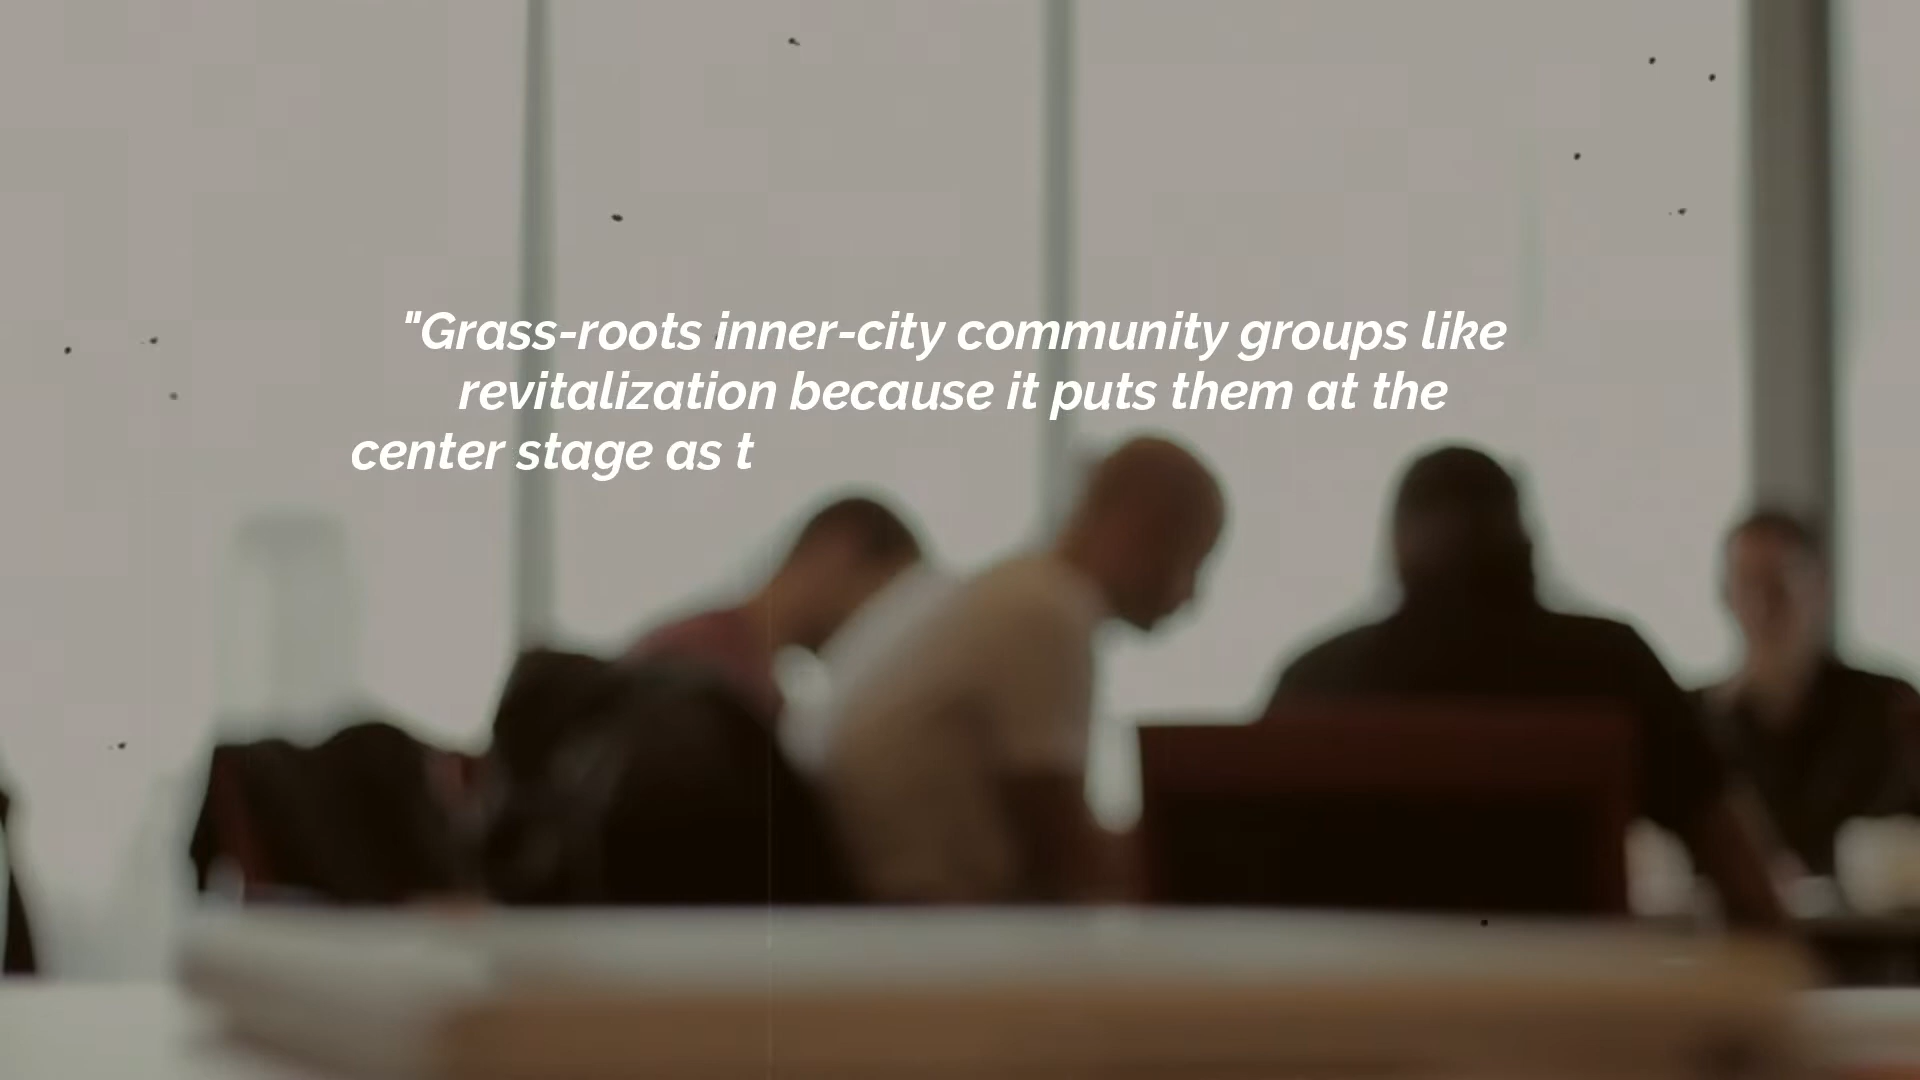 "Grass-roots inner-city community groups like
revitalization because it puts them at the
center stage as t